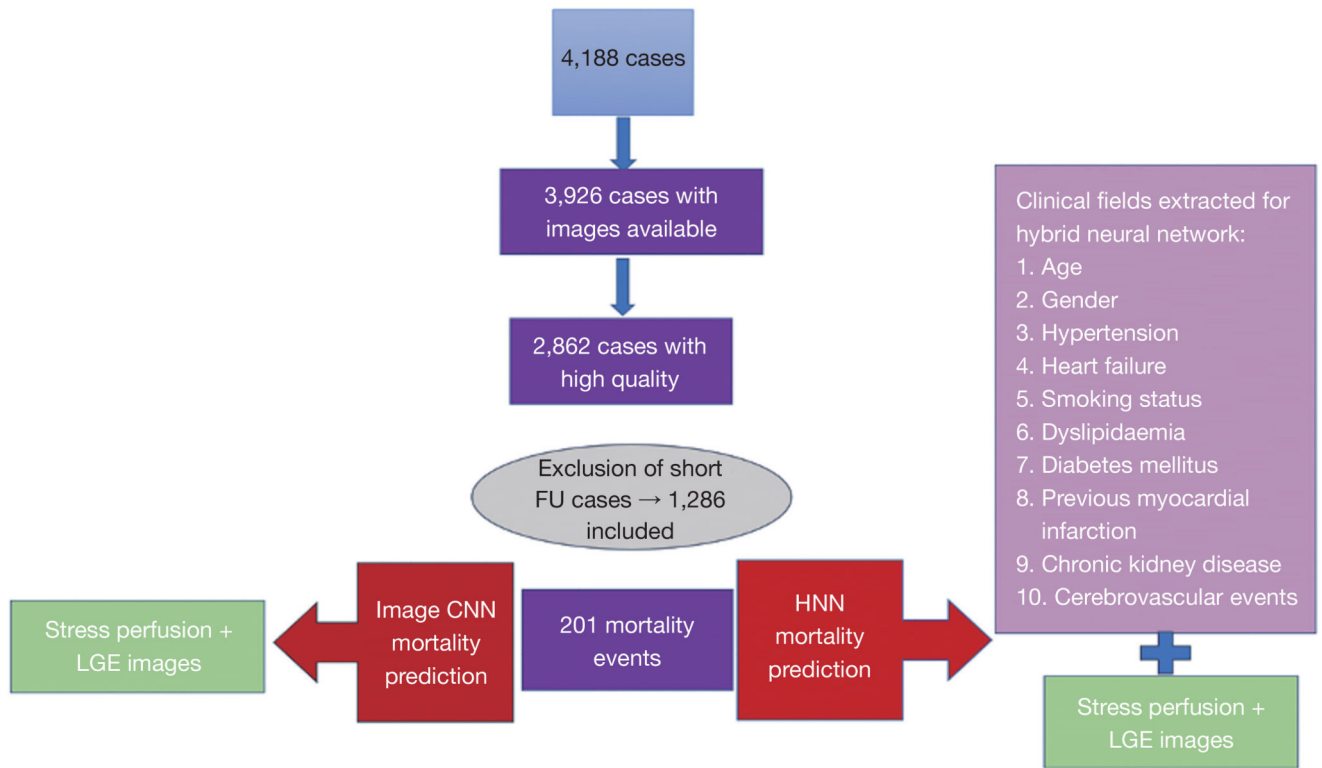 4,188 cases
3,926 cases with
images available
2,862 cases with
high quality
Exclusion of short
FU cases → 1,286
included
Stress perfusion +
LGE images
Image CNN
mortality
prediction
201 mortality
events
HNN
mortality
prediction
Clinical fields extracted for
hybrid neural network:
1. Age
2. Gender
3. Hypertension
4. Heart failure
5. Smoking status
6. Dyslipidaemia
7. Diabetes mellitus
8. Previous myocardial
infarction
9. Chronic kidney disease
10. Cerebrovascular events
Stress perfusion +
LGE images